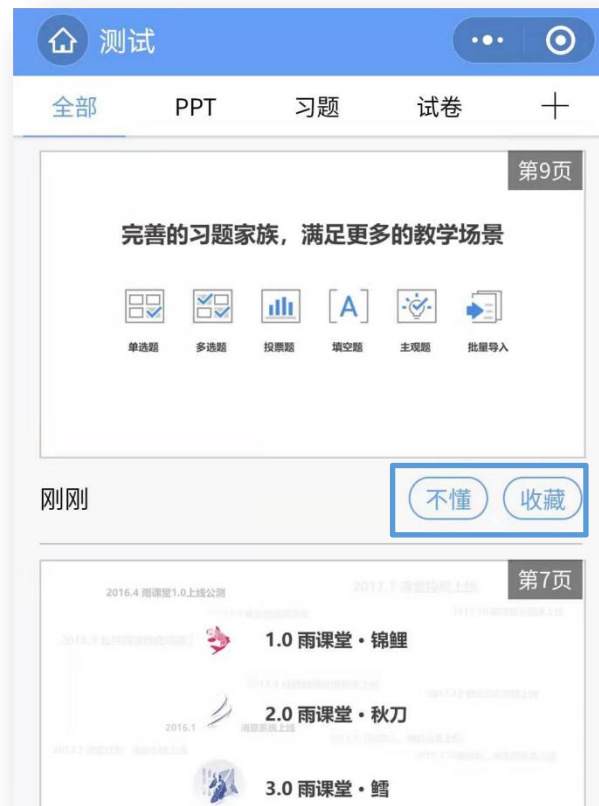 测试
全部 PPT 习题 试卷
第9页
完善的习题家族，满足更多的教学场景
A
单选题 多选题 投票题 填空题 主观题 批量导入
刚刚 不懂 收藏
第7页
2016.4 雨课堂1.0上线公测
1.0 雨课堂·锦鲤
2.0 雨课堂·秋刀
2016.1
3.0 雨课堂·鳕